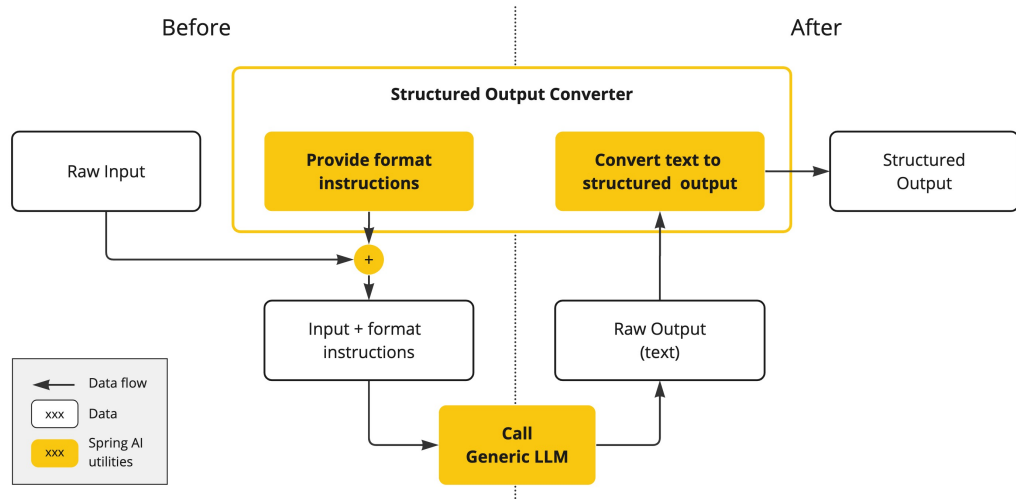 Before
After
Structured Output Converter
Raw Input
Provide format
instructions
Convert text to
structured output
Structured
Output
+
Input + format
instructions
Raw Output
(text)
Call
Generic LLM
Data flow
xxx
Data
xxx
Spring AI
utilities